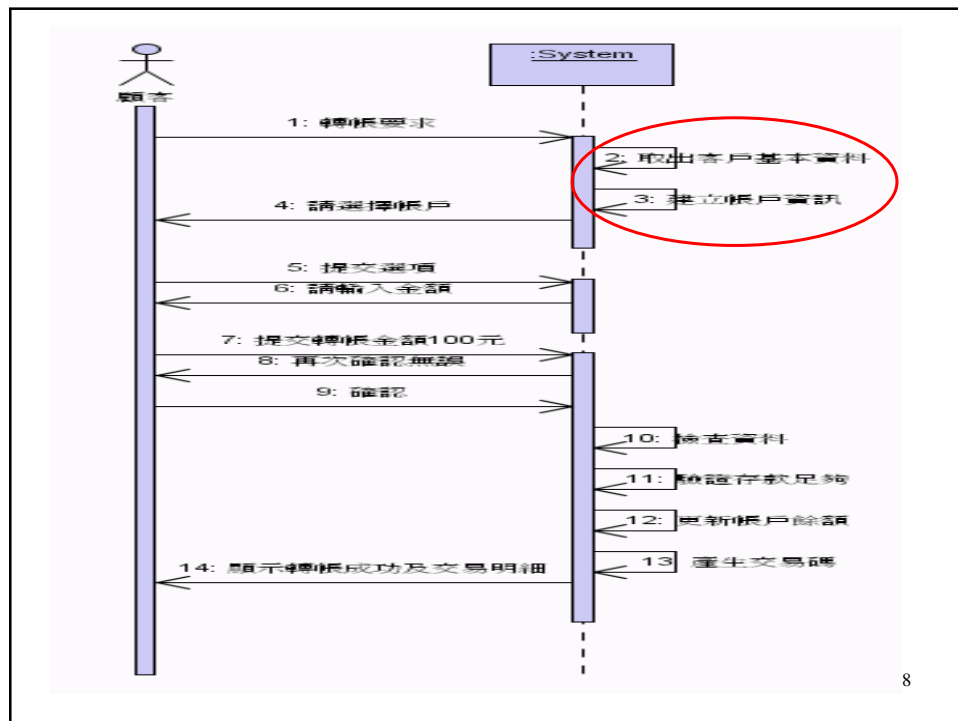 :System
顧客
1: 轉帳要求
2: 取出客戶基本資料
3: 建立帳戶資訊
4: 請選擇帳戶
5: 提交選項
6: 請輸入金額
7: 提交轉帳金額100元
8: 再次確認無誤
9: 確認
10: 檢查資料
11: 驗證存款足夠
12: 更新帳戶餘額
13 產生交易碼
14: 顯示轉帳成功及交易明細
8